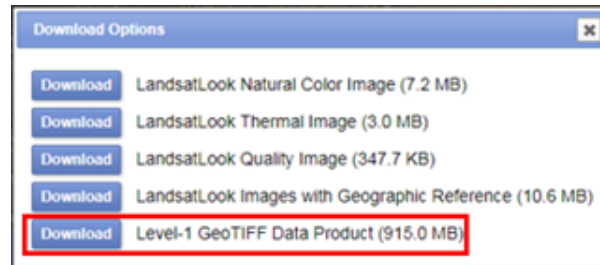 Download Options
Download LandsatLook Natural Color Image (7.2 MB)
Download LandsatLook Thermal Image (3.0 MB)
Download LandsatLook Quality Image (347.7 KB)
Download LandsatLook Images with Geographic Reference (10.6 MB)
Download Level-1 GeoTIFF Data Product (915.0 MB)